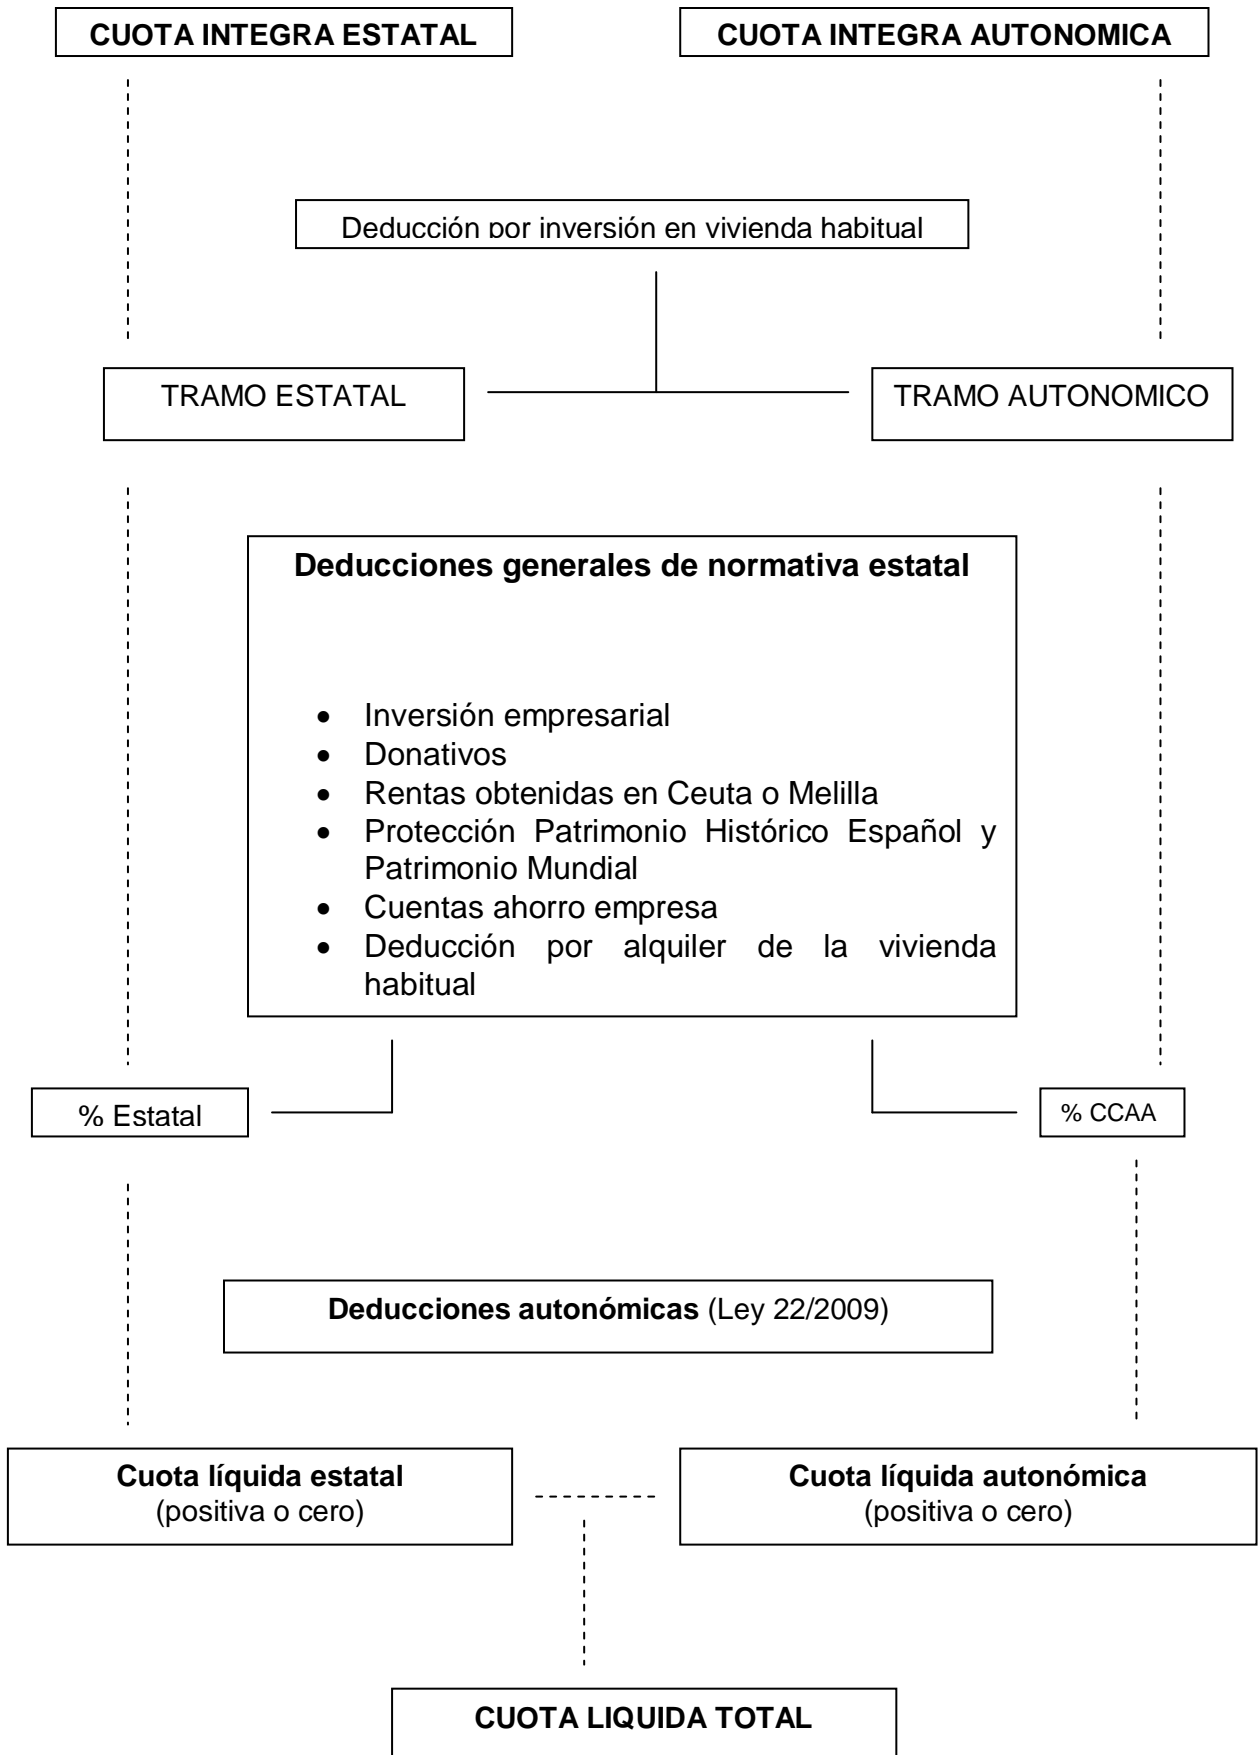 CUOTA INTEGRA ESTATAL
CUOTA INTEGRA AUTONOMICA
Deducción por inversión en vivienda habitual
TRAMO ESTATAL
TRAMO AUTONOMICO
Deducciones generales de normativa estatal
• Inversión empresarial
• Donativos
• Rentas obtenidas en Ceuta o Melilla
• Protección Patrimonio Histórico Español y
Patrimonio Mundial
• Cuentas ahorro empresa
• Deducción por alquiler de la vivienda
habitual
% Estatal
% CCAA
Deducciones autonómicas (Ley 22/2009)
Cuota líquida estatal
(positiva o cero)
Cuota líquida autonómica
(positiva o cero)
CUOTA LIQUIDA TOTAL